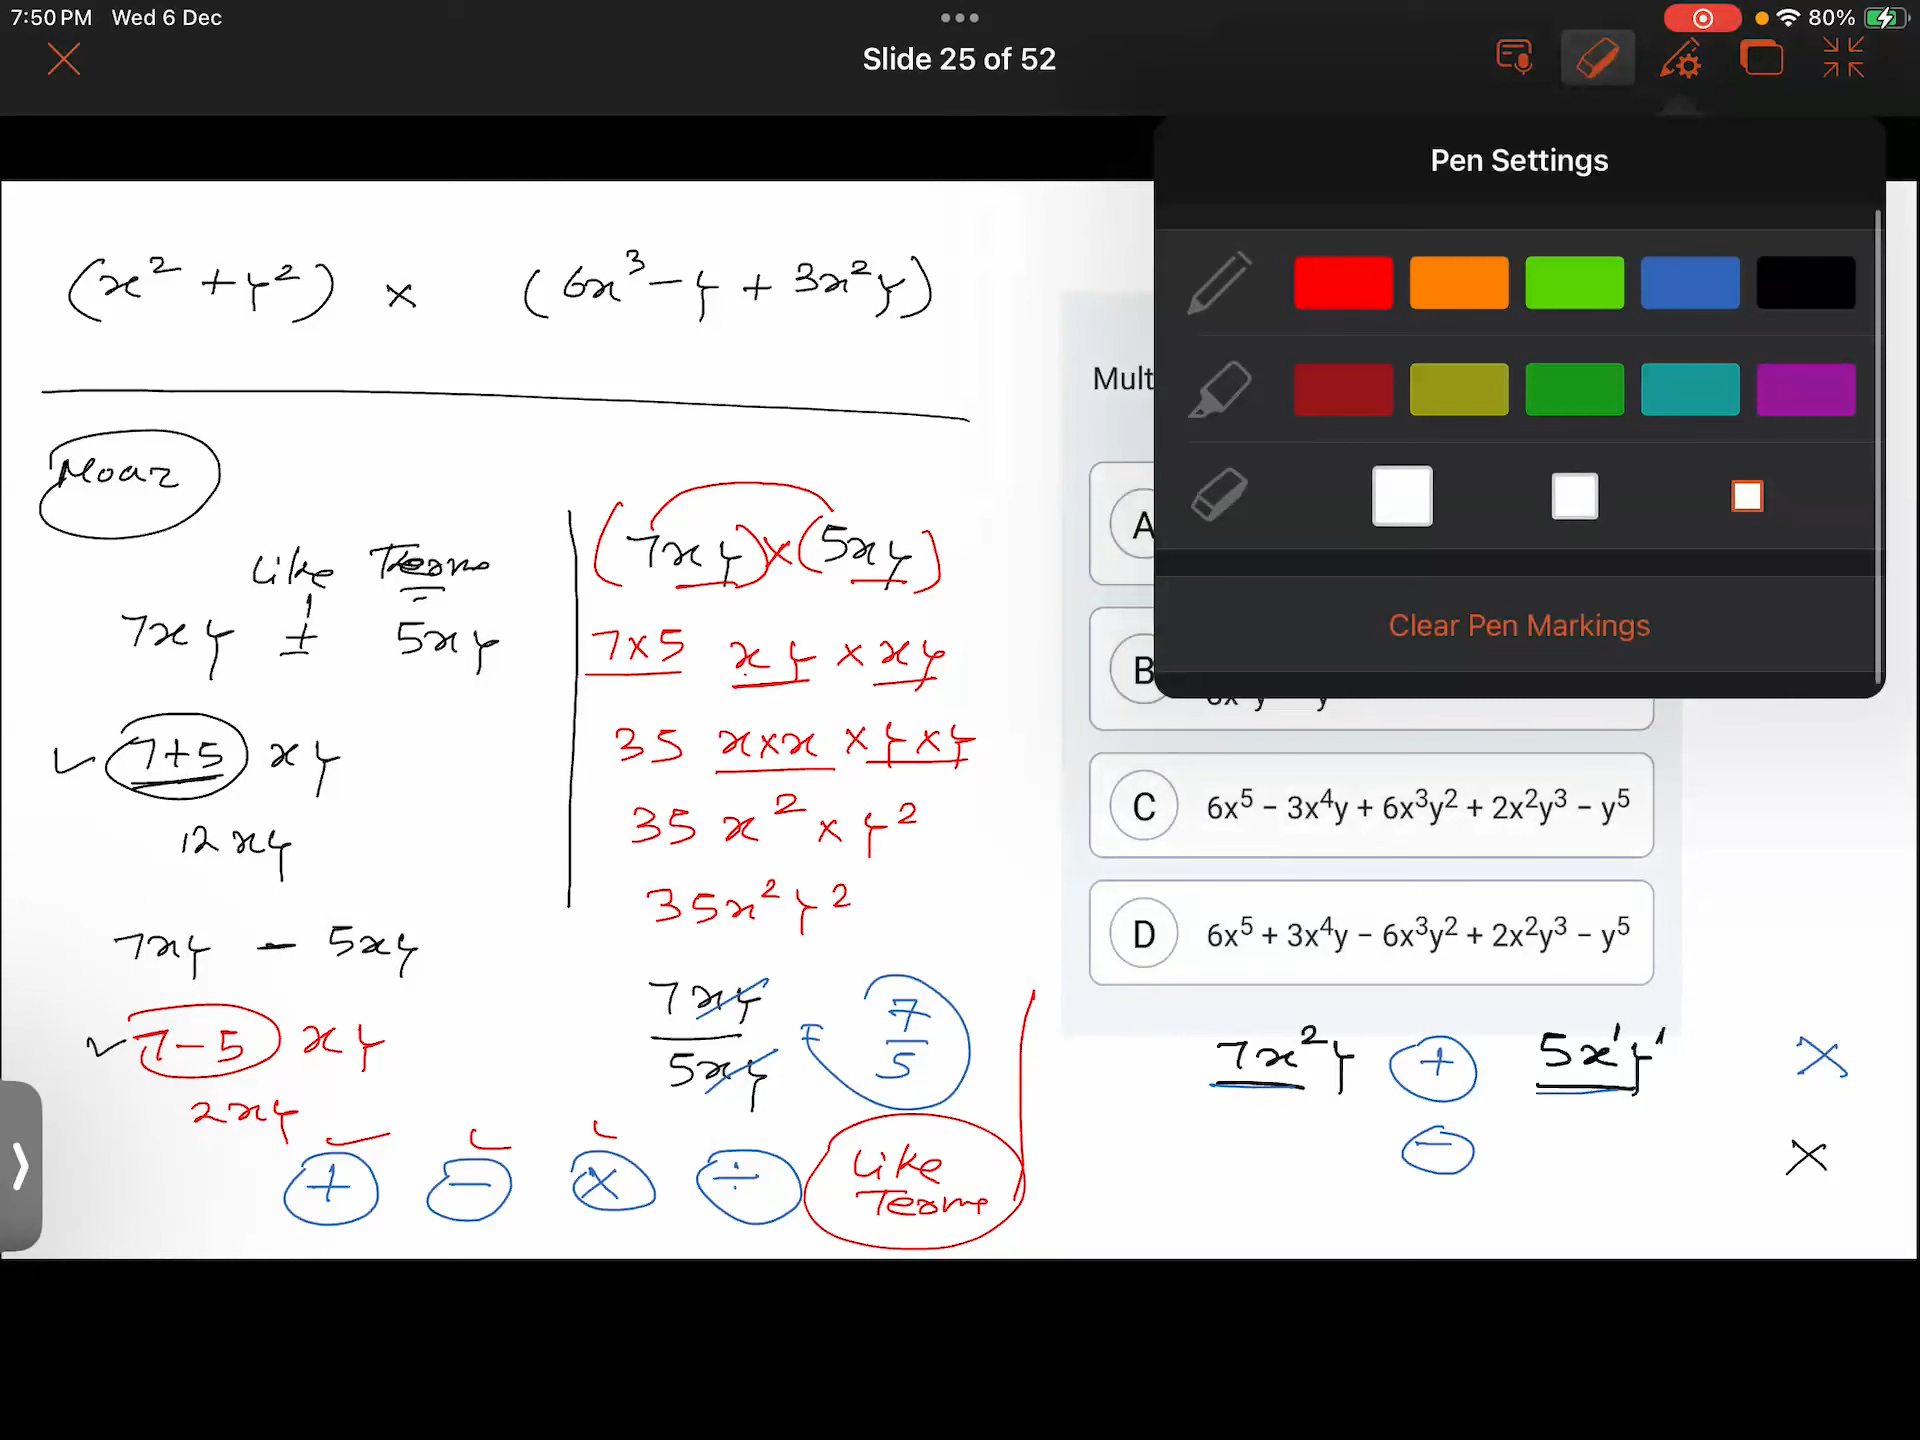 7:50 PM Wed 6 Dec
80%
Slide 25 of 52
Pen Settings
Clear Pen Markings
(x² + y²) × (6x³ - y + 3x²y)
Mult
A
B
C 6x⁵ - 3x⁴y + 6x³y² + 2x²y³ - y⁵
D 6x⁵ + 3x⁴y - 6x³y² + 2x²y³ - y⁵
Like Terms
7xy ± 5xy
7+5 xy
12xy
7xy - 5xy
7-5 xy
2xy
(7xy)×(5xy)
7×5 xy × xy
35 x×x × y×y
35 x² × y²
35x²y²
7xy/5xy = 7/5
+ - × ÷ Like
Terms
7x²y + 5x¹y¹ ×
- ×